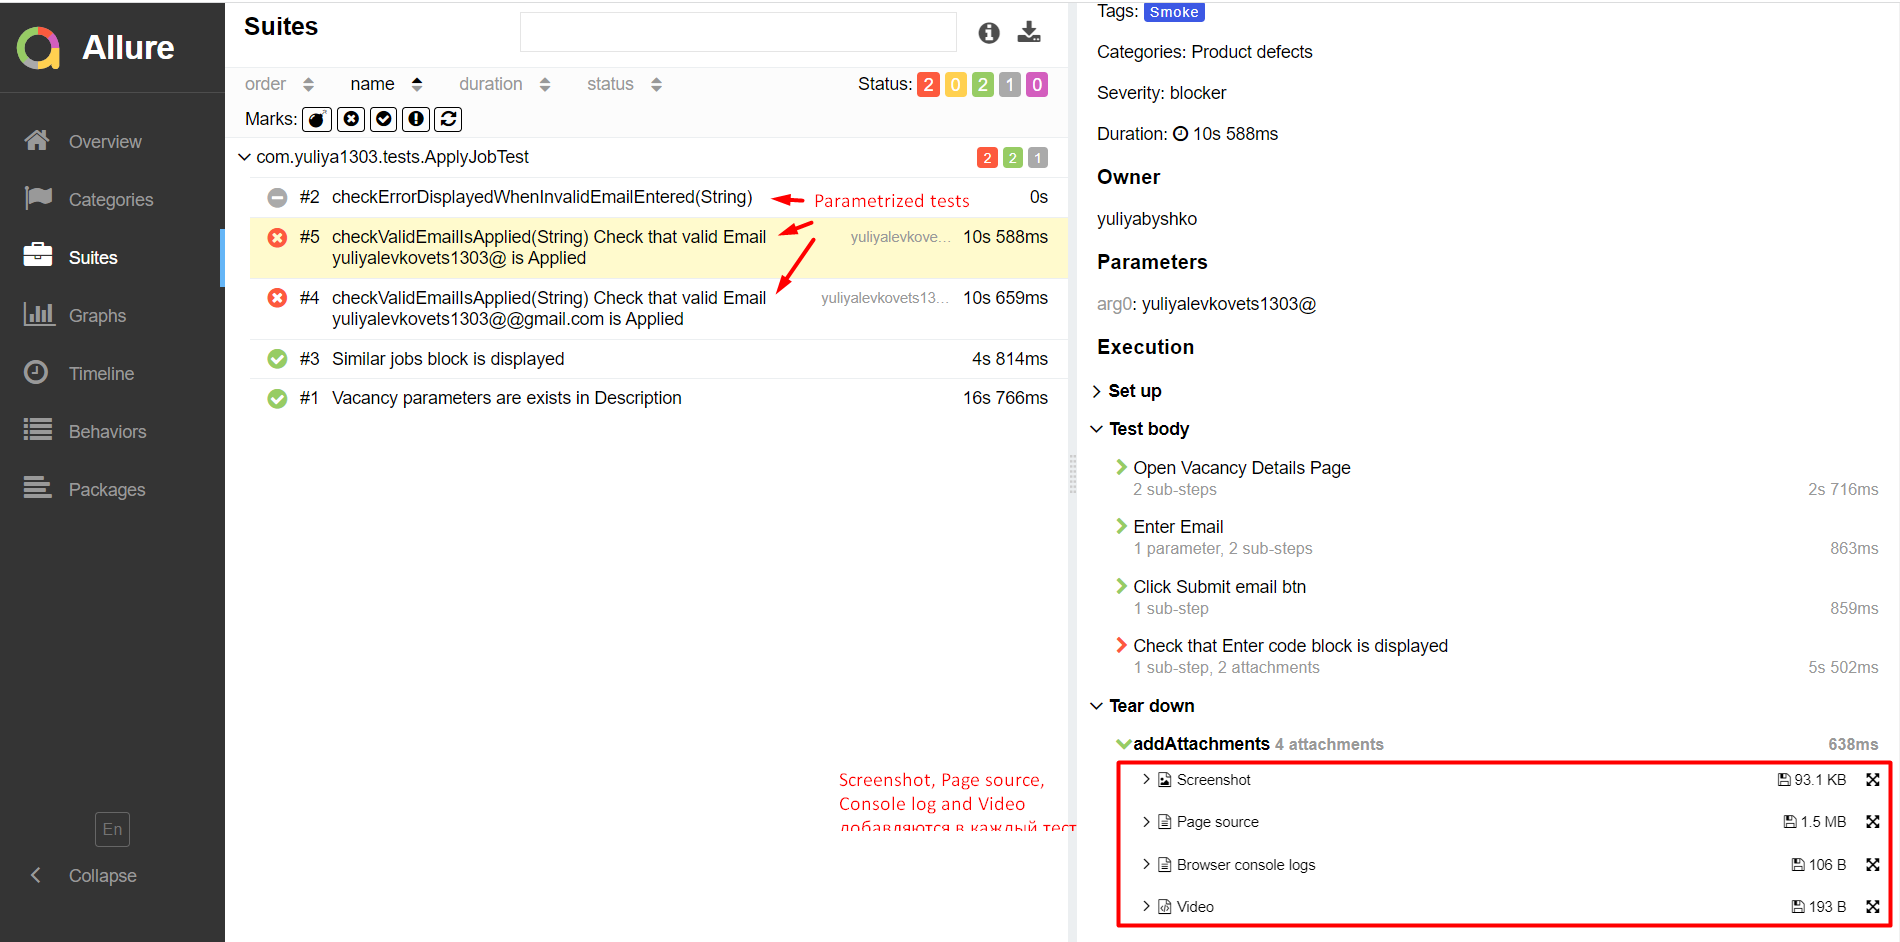 Allure
Overview
Categories
Suites
Graphs
Timeline
Behaviors
Packages
En
Collapse
Suites
order name duration status Status: 2 0 2 1 0
Marks:
com.yuliya1303.tests.ApplyJobTest 2 2 1
#2 checkErrorDisplayedWhenInvalidEmailEntered(String) Parametrized tests 0s
#5 checkValidEmailIsApplied(String) Check that valid Email yuliyalevkove... 10s 588ms
yuliyalevkovets1303@ is Applied
#4 checkValidEmailIsApplied(String) Check that valid Email yuliyalevkovets13... 10s 659ms
yuliyalevkovets1303@@gmail.com is Applied
#3 Similar jobs block is displayed 4s 814ms
#1 Vacancy parameters are exists in Description 16s 766ms
Screenshot, Page source,
Console log and Video
добавляются в каждый тест
Tags: Smoke
Categories: Product defects
Severity: blocker
Duration: 10s 588ms
Owner
yuliyabyshko
Parameters
arg0: yuliyalevkovets1303@
Execution
Set up
Test body
Open Vacancy Details Page
2 sub-steps 2s 716ms
Enter Email
1 parameter, 2 sub-steps 863ms
Click Submit email btn
1 sub-step 859ms
Check that Enter code block is displayed
1 sub-step, 2 attachments 5s 502ms
Tear down
addAttachments 4 attachments 638ms
Screenshot 93.1 KB
Page source 1.5 MB
Browser console logs 106 B
Video 193 B